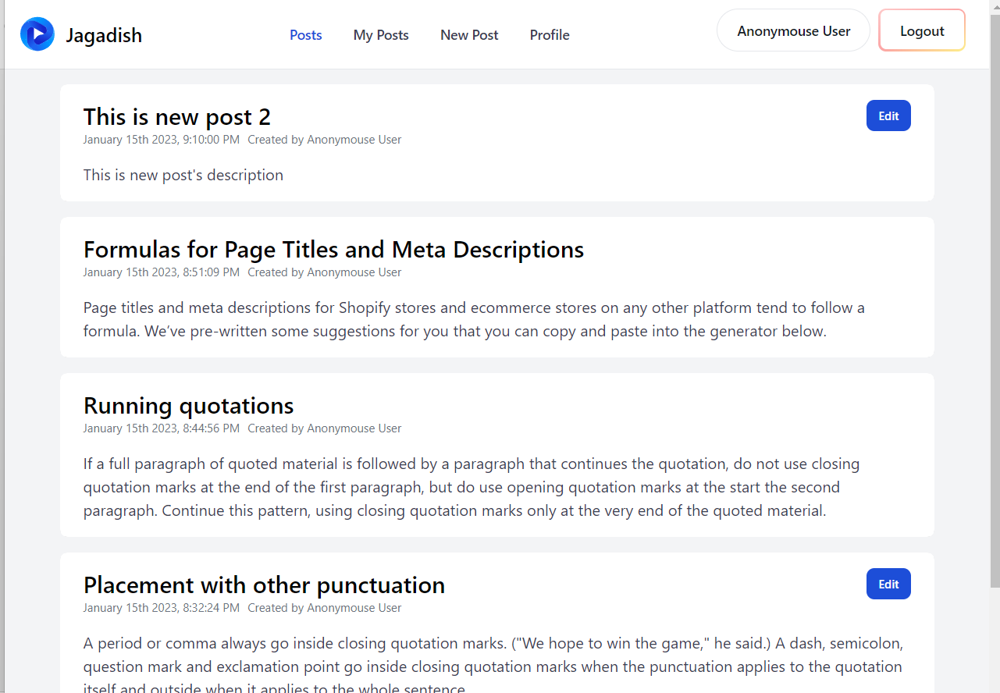 Jagadish
Posts
My Posts
New Post
Profile
Anonymouse User
Logout
This is new post 2
Edit
January 15th 2023, 9:10:00 PM Created by Anonymouse User
This is new post's description
Formulas for Page Titles and Meta Descriptions
January 15th 2023, 8:51:09 PM Created by Anonymouse User
Page titles and meta descriptions for Shopify stores and ecommerce stores on any other platform tend to follow a
formula. We’ve pre-written some suggestions for you that you can copy and paste into the generator below.
Running quotations
January 15th 2023, 8:44:56 PM Created by Anonymouse User
If a full paragraph of quoted material is followed by a paragraph that continues the quotation, do not use closing
quotation marks at the end of the first paragraph, but do use opening quotation marks at the start the second
paragraph. Continue this pattern, using closing quotation marks only at the very end of the quoted material.
Placement with other punctuation
Edit
January 15th 2023, 8:32:24 PM Created by Anonymouse User
A period or comma always go inside closing quotation marks. ("We hope to win the game," he said.) A dash, semicolon,
question mark and exclamation point go inside closing quotation marks when the punctuation applies to the quotation
itself and outside when it applies to the whole sentence.